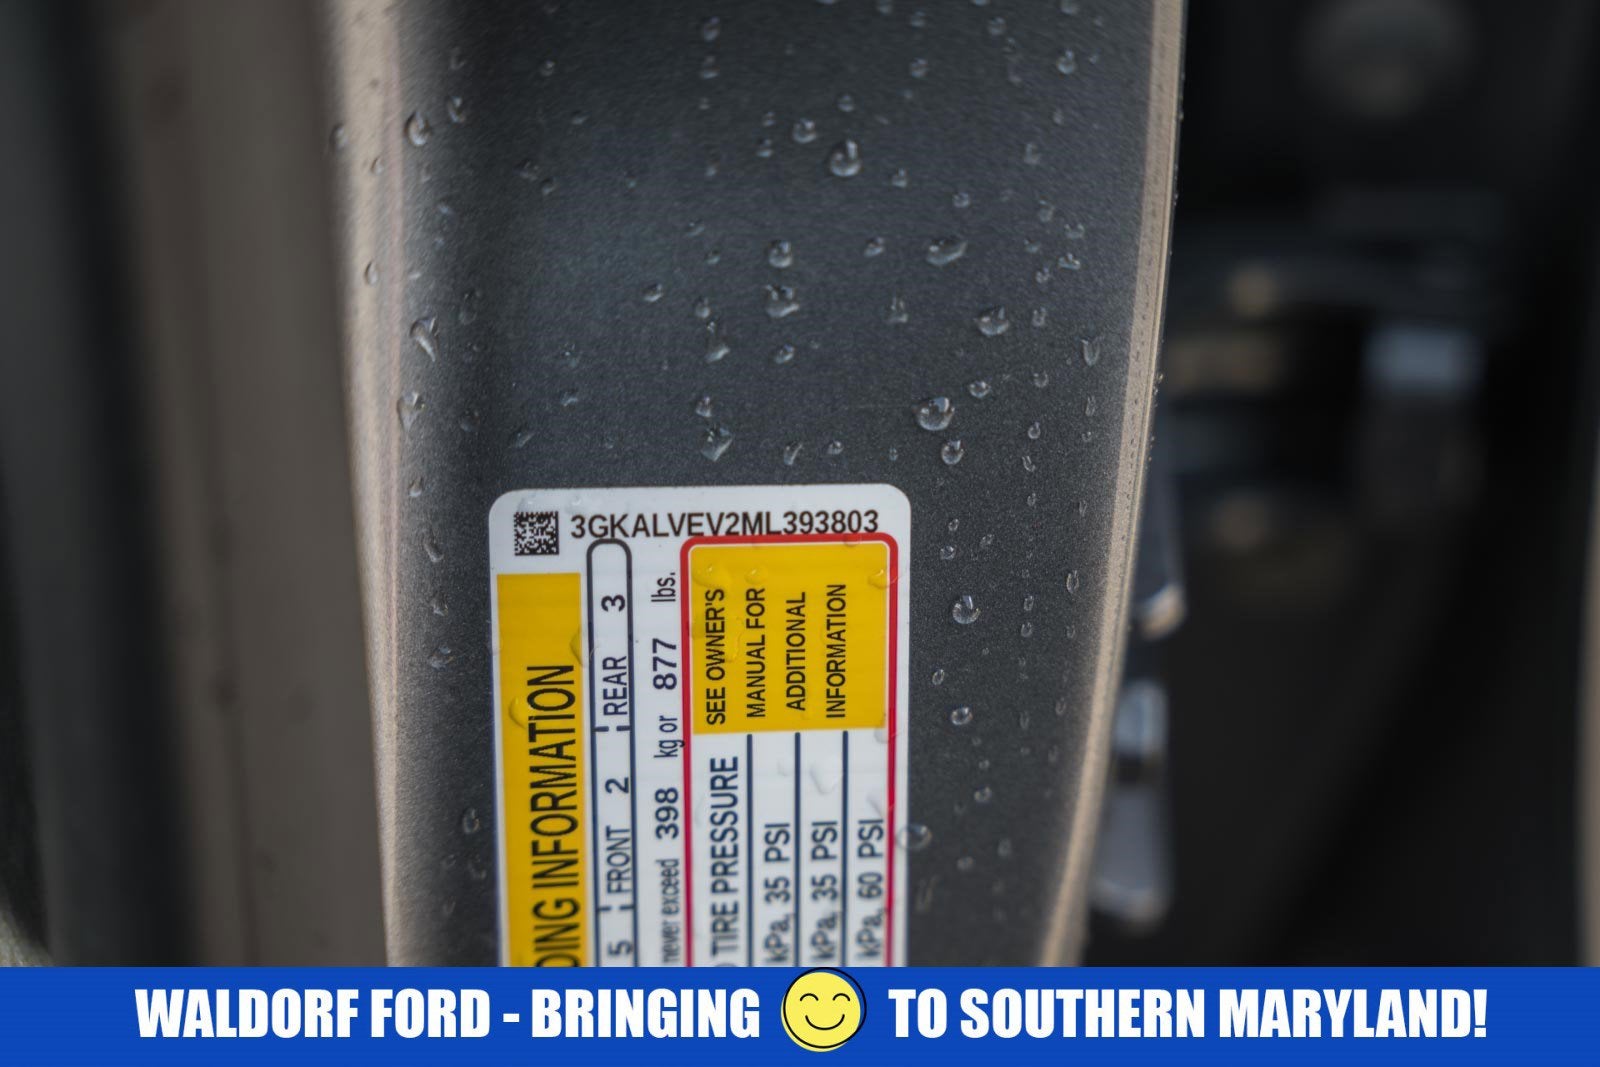 3GKALVEV2ML393803
DING INFORMATION
5 FRONT 2 REAR 3
never exceed 398 kg or 877 lbs.
TIRE PRESSURE
SEE OWNER'S
MANUAL FOR
ADDITIONAL
INFORMATION
kPa, 35 PSI
kPa, 35 PSI
kPa, 60 PSI
WALDORF FORD - BRINGING TO SOUTHERN MARYLAND!